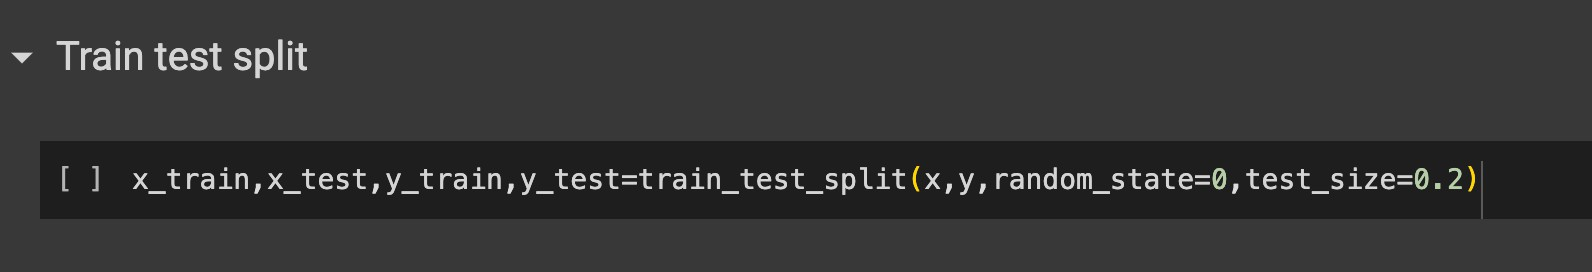 Train test split
[ ] x_train,x_test,y_train,y_test=train_test_split(x,y,random_state=0,test_size=0.2)